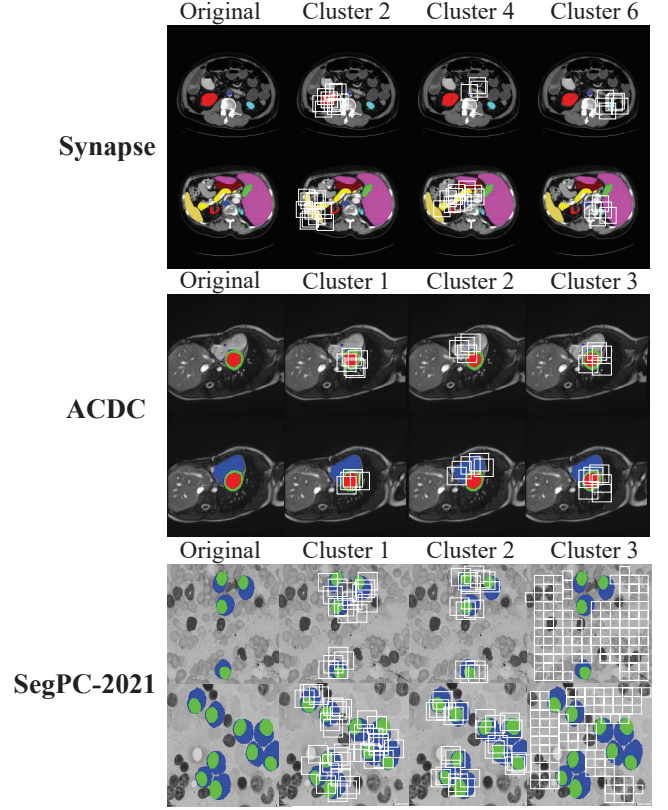 Original Cluster 2 Cluster 4 Cluster 6
Synapse
Original Cluster 1 Cluster 2 Cluster 3
ACDC
Original Cluster 1 Cluster 2 Cluster 3
SegPC-2021